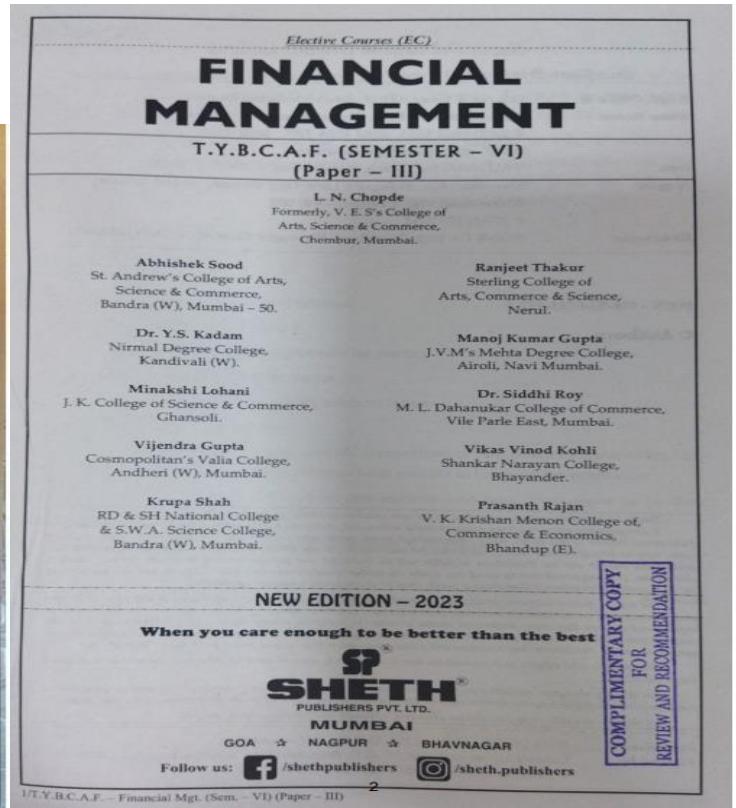 Elective Courses (EC)
FINANCIAL
MANAGEMENT
T.Y.B.C.A.F. (SEMESTER – VI)
(Paper – III)
L. N. Chopde
Formerly, V. E. S's College of
Arts, Science & Commerce,
Chembur, Mumbai.
Abhishek Sood
St. Andrew's College of Arts,
Science & Commerce,
Bandra (W), Mumbai – 50.
Dr. Y.S. Kadam
Nirmal Degree College,
Kandivali (W).
Minakshi Lohani
J. K. College of Science & Commerce,
Ghansoli.
Vijendra Gupta
Cosmopolitan's Valia College,
Andheri (W), Mumbai.
Krupa Shah
RD & SH National College
& S.W.A. Science College,
Bandra (W), Mumbai.
Ranjeet Thakur
Sterling College of
Arts, Commerce & Science,
Nerul.
Manoj Kumar Gupta
J.V.M's Mehta Degree College,
Airoli, Navi Mumbai.
Dr. Siddhi Roy
M. L. Dahanukar College of Commerce,
Vile Parle East, Mumbai.
Vikas Vinod Kohli
Shankar Narayan College,
Bhayander.
Prasanth Rajan
V. K. Krishan Menon College of,
Commerce & Economics,
Bhandup (E).
COMPLIMENTARY COPY
FOR
REVIEW AND RECOMMENDATION
NEW EDITION – 2023
When you care enough to be better than the best
SP®
SHETH®
PUBLISHERS PVT. LTD.
MUMBAI
GOA ☆ NAGPUR ☆ BHAVNAGAR
Follow us: f /shethpublishers /sheth.publishers
2
1/T.Y.B.C.A.F. – Financial Mgt. (Sem. – VI) (Paper – III)